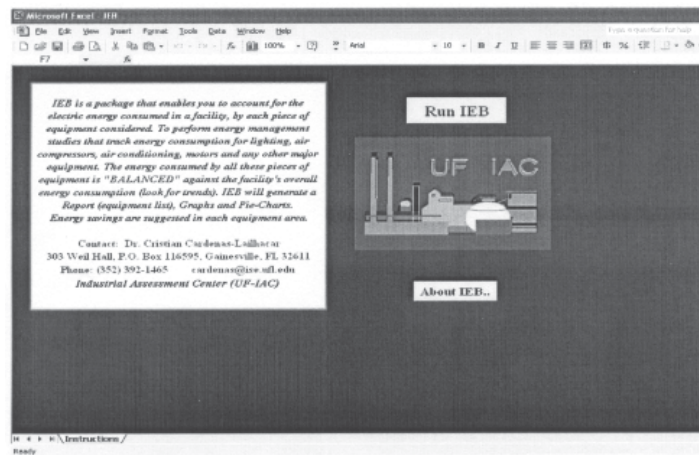 Microsoft Excel - IEB
File Edit View Insert Format Tools Data Window Help
100% Arial 10 B I U
F7 fx
IEB is a package that enables you to account for the
electric energy consumed in a facility, by each piece of
equipment considered. To perform energy management
studies that track energy consumption for lighting, air
compressors, air conditioning, motors and any other major
equipment. The energy consumed by all these pieces of
equipment is "BALANCED" against the facility's overall
energy consumption (look for trends). IEB will generate a
Report (equipment list), Graphs and Pie-Charts.
Energy savings are suggested in each equipment area.
Contact: Dr. Cristian Cardenas-Lailhacar
303 Weil Hall, P.O. Box 116595, Gainesville, FL 32611
Phone: (352) 392-1465 cardenas@ise.ufl.edu
Industrial Assessment Center (UF-IAC)
Run IEB
UF IAC
About IEB..
Instructions
Ready